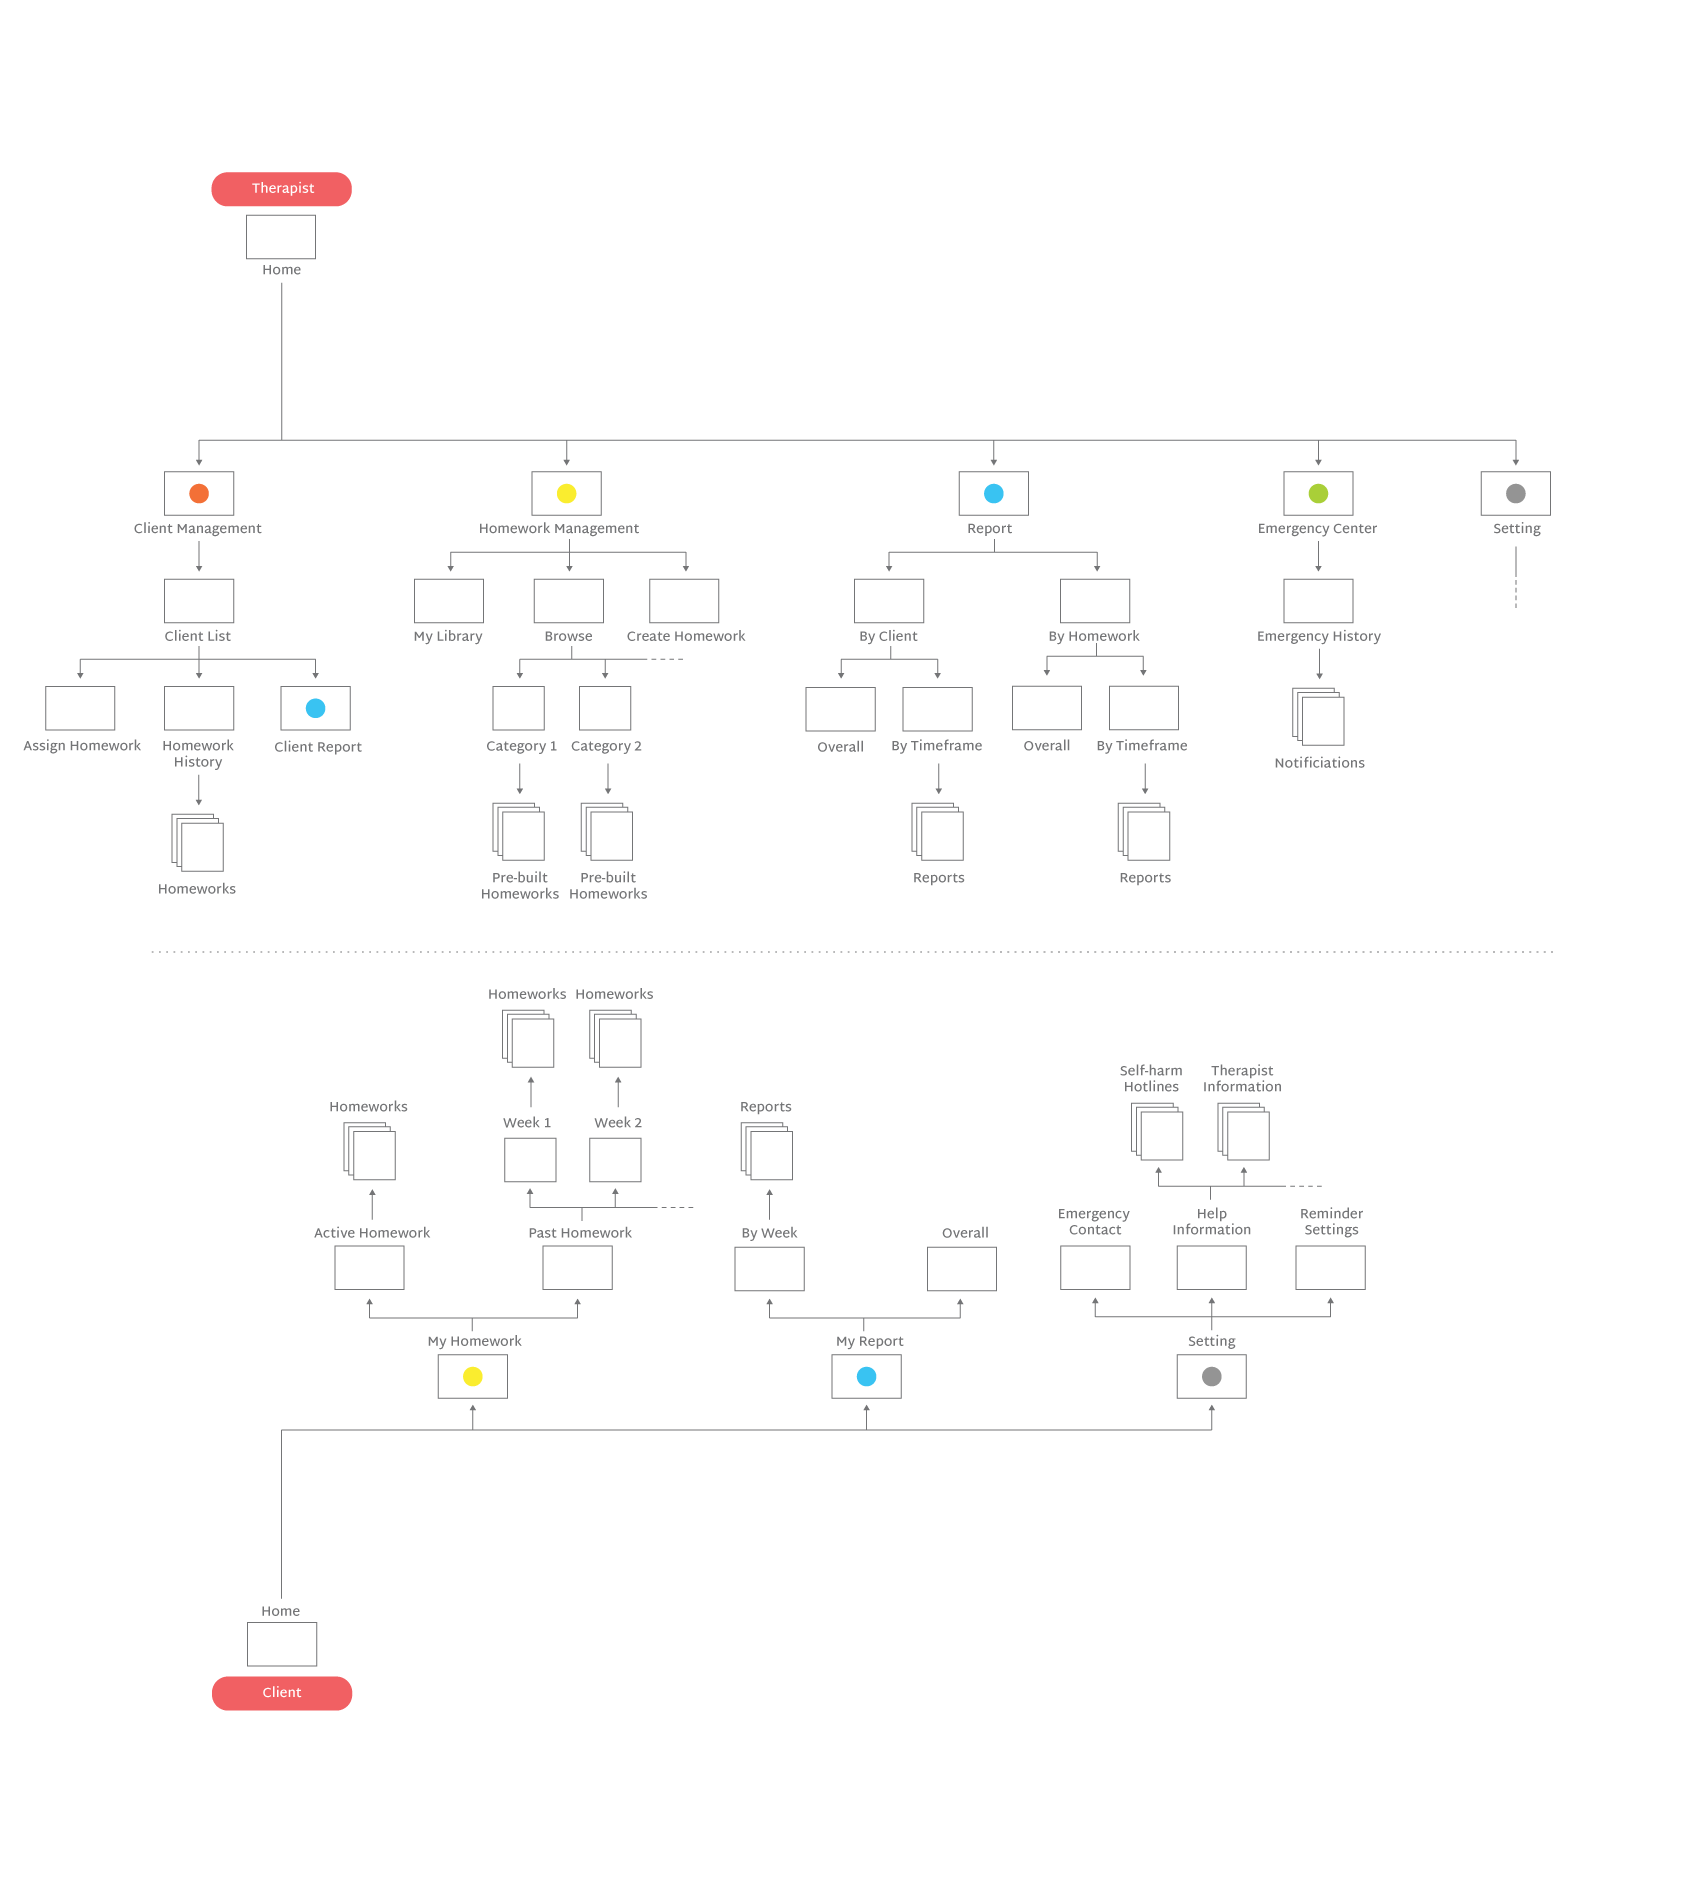 Therapist
Home
Client Management
Homework Management
Report
Emergency Center
Setting
Client List
My Library
Browse
Create Homework
By Client
By Homework
Emergency History
Assign Homework
Homework
History
Client Report
Category 1
Category 2
Overall
By Timeframe
Overall
By Timeframe
Notificiations
Homeworks
Pre-built
Homeworks
Pre-built
Homeworks
Reports
Reports
Homeworks
Homeworks
Self-harm
Hotlines
Therapist
Information
Homeworks
Week 1
Week 2
Reports
Active Homework
Past Homework
By Week
Overall
Emergency
Contact
Help
Information
Reminder
Settings
My Homework
My Report
Setting
Home
Client